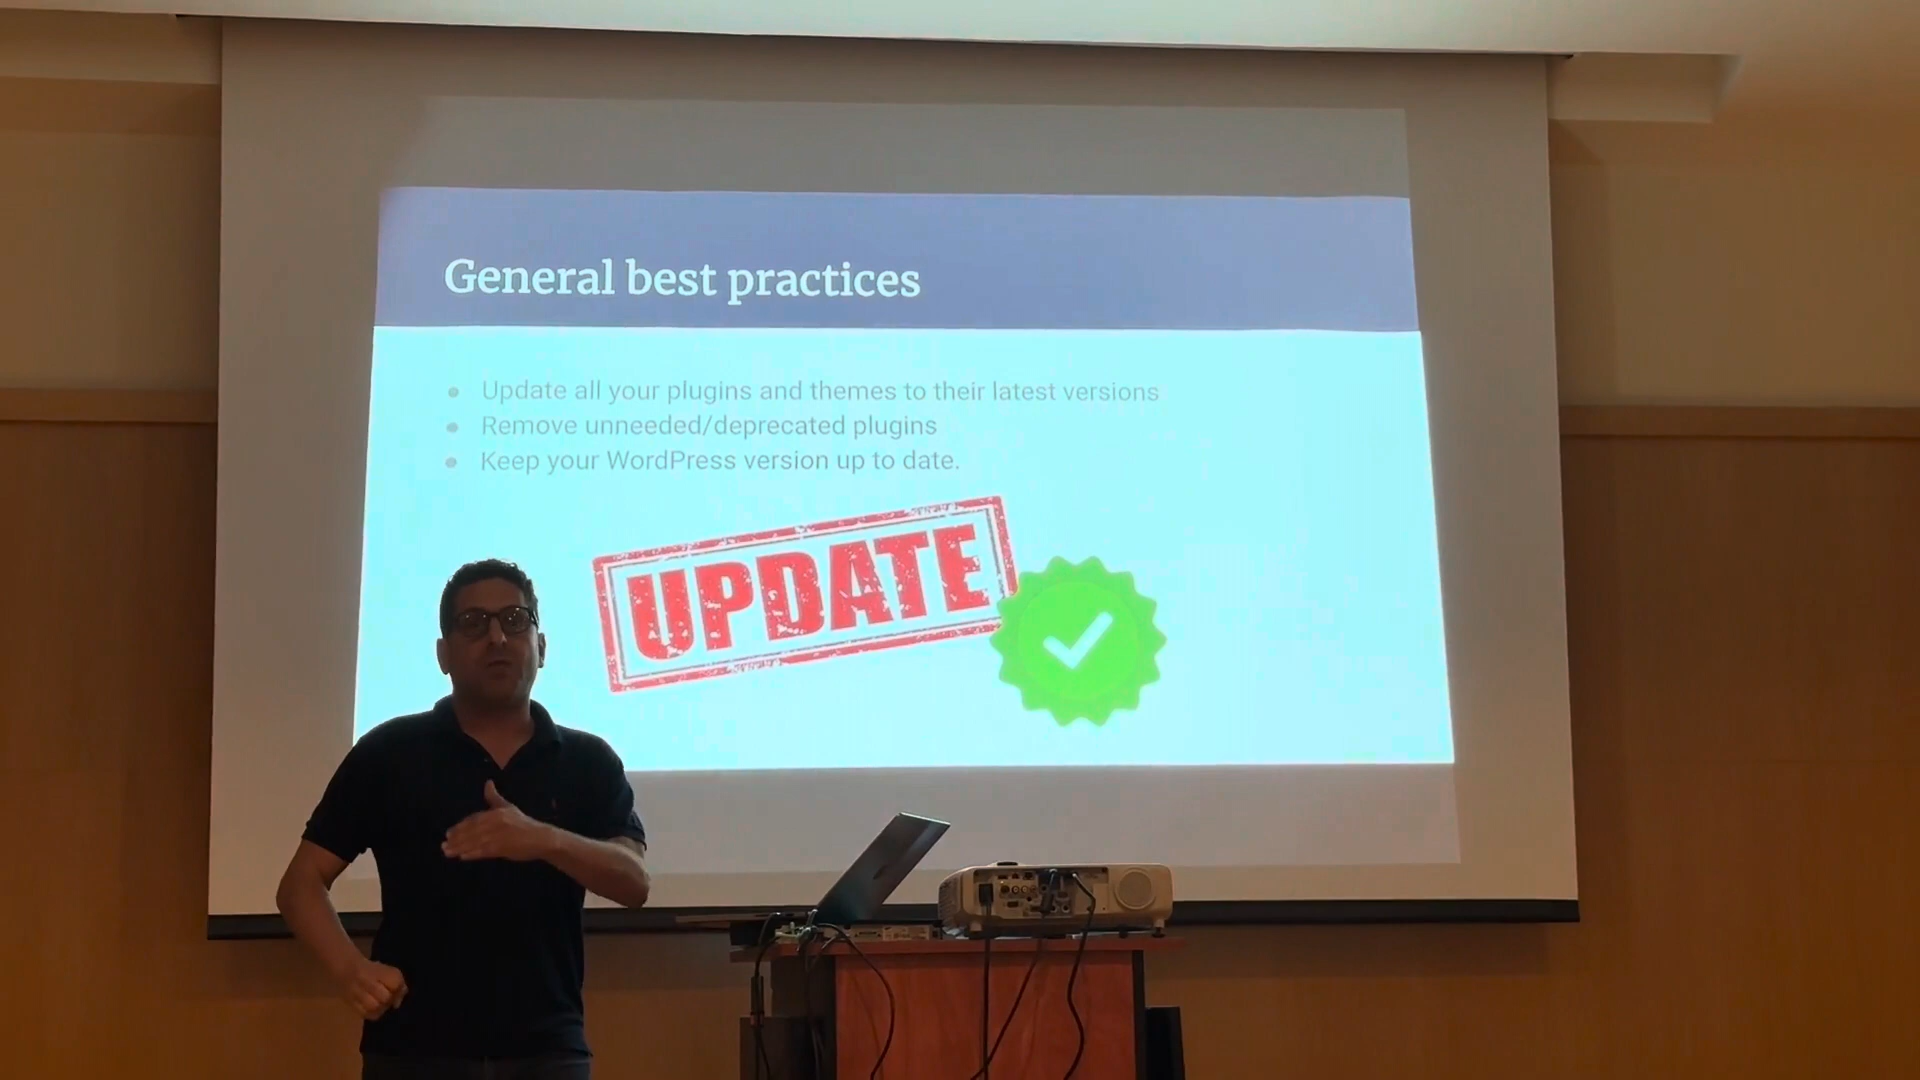 General best practices
Update all your plugins and themes to their latest versions
Remove unneeded/deprecated plugins
Keep your WordPress version up to date.
UPDATE